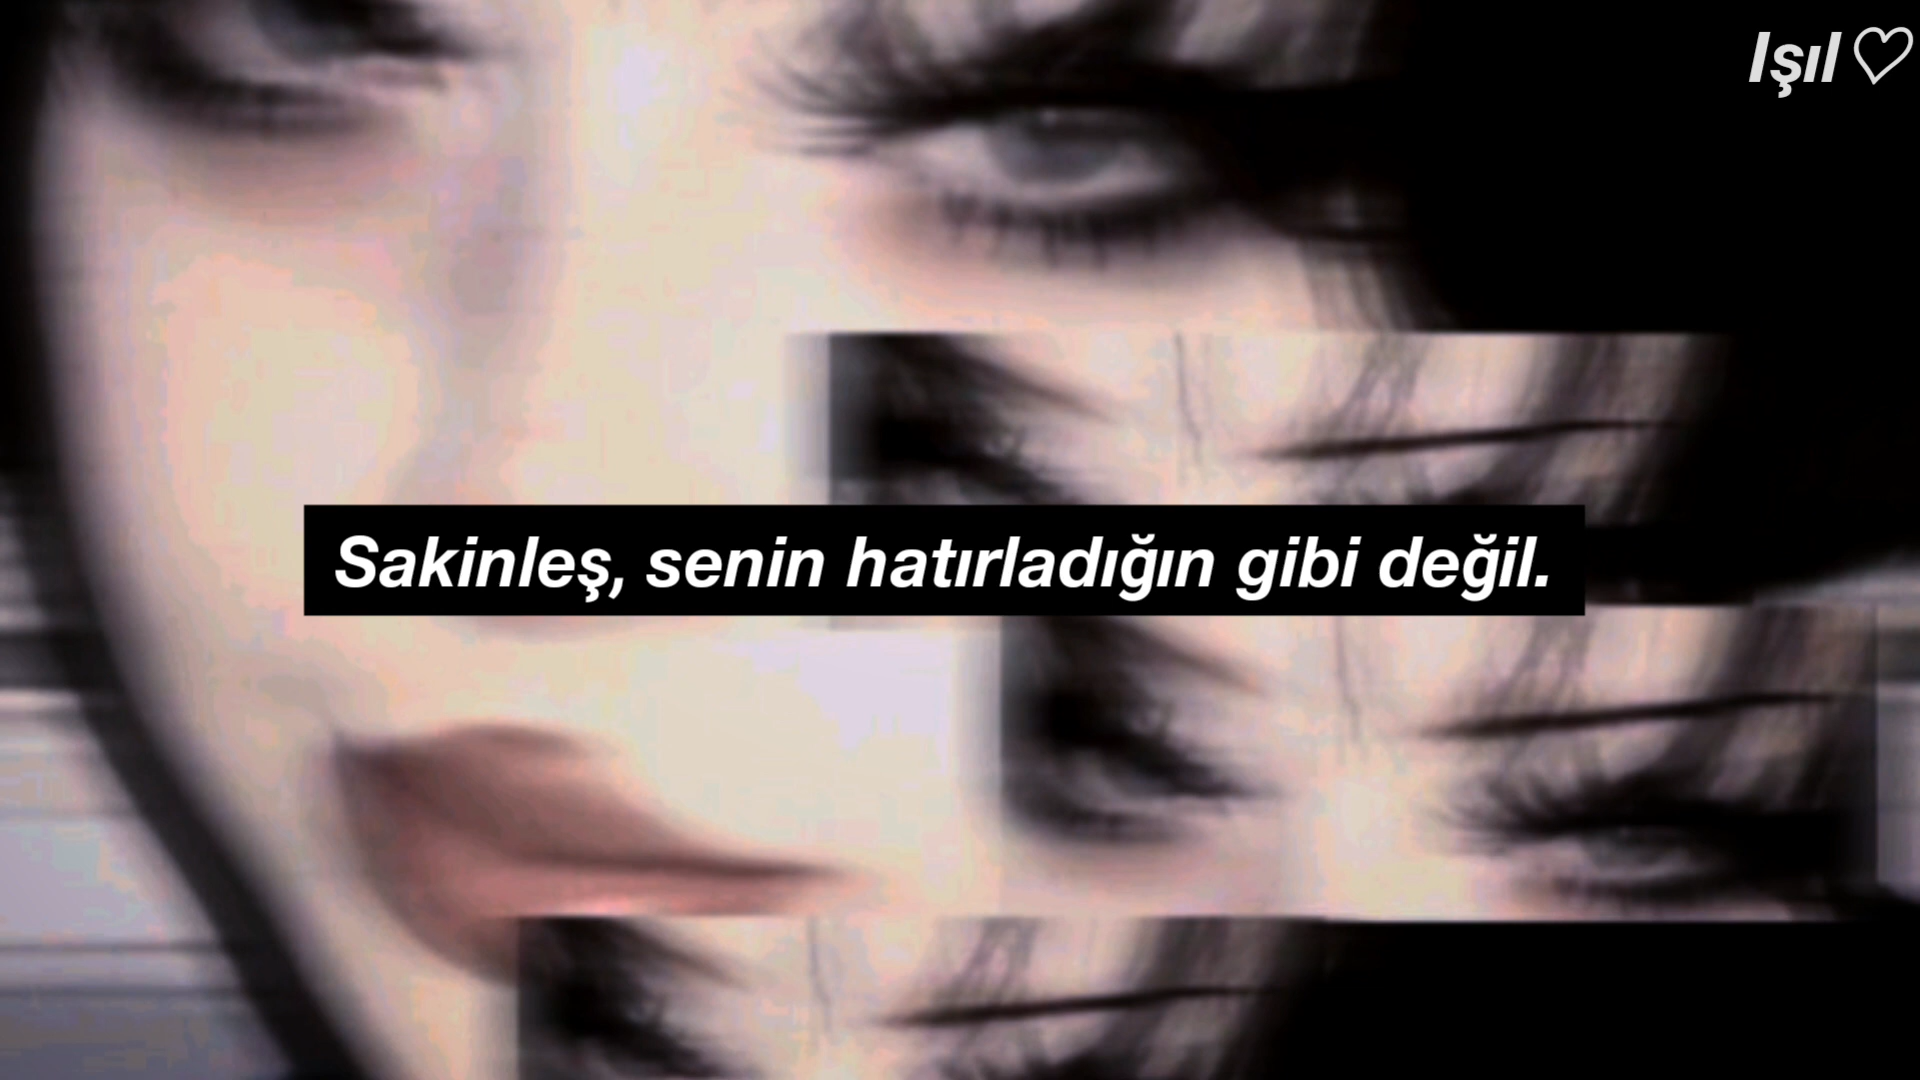 Işıl ♡
Sakinleş, senin hatırladığın gibi değil.